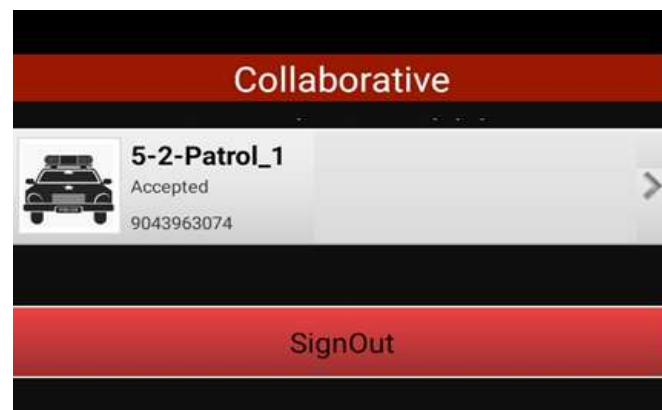 Collaborative
5-2-Patrol_1
Accepted
9043963074
SignOut